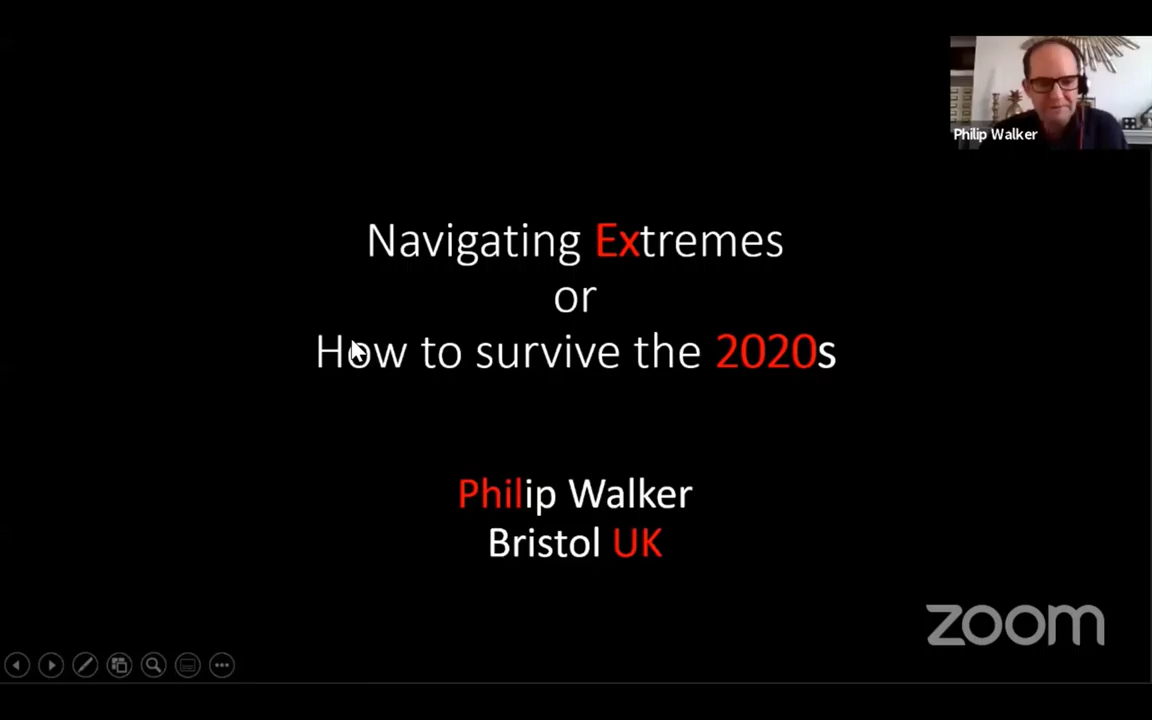 Philip Walker
Navigating Extremes
or
How to survive the 2020s
Philip Walker
Bristol UK
zoom